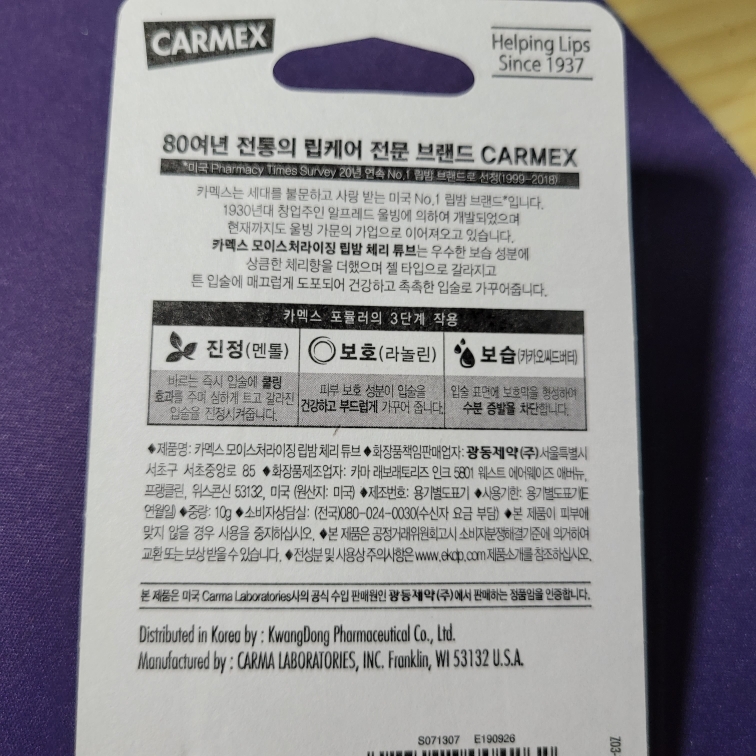 CARMEX
Helping Lips
Since 1937
80여년 전통의 립케어 전문 브랜드 CARMEX
*미국 Pharmacy Times Survey 20년 연속 No.1 립밤 브랜드로 선정(1999-2018)
카멕스는 세대를 불문하고 사랑 받는 미국 No.1 립밤 브랜드*입니다.
1930년대 창업주인 알프레드 울빙에 의하여 개발되었으며
현재까지도 울빙 가문의 가업으로 이어져오고 있습니다.
카멕스 모이스처라이징 립밤 체리 튜브는 우수한 보습 성분에
상큼한 체리향을 더했으며 젤 타입으로 갈라지고
튼 입술에 매끄럽게 도포되어 건강하고 촉촉한 입술로 가꾸어줍니다.
카멕스 포뮬러의 3단계 작용
진정(멘톨)
바르는 즉시 입술에 쿨링
효과를 주며 심하게 트고 갈라진
입술을 진정시켜줍니다.
보호(라놀린)
피부 보호 성분이 입술을
건강하고 부드럽게 가꾸어 줍니다.
보습(카카오씨드버터)
입술 표면에 보호막을 형성하여
수분 증발을 차단합니다.
◆제품명: 카멕스 모이스처라이징 립밤 체리 튜브 ◆화장품책임판매업자: 광동제약(주) 서울특별시
서초구 서초중앙로 85 ◆화장품제조업자: 카마 래보래토리즈 인크 5801 웨스트 에어웨이즈 애버뉴,
프랭클린, 위스콘신 53132, 미국 (원산지: 미국) ◆제조번호: 용기별도표기 ◆사용기한: 용기별도표기(E
연월일) ◆중량: 10g ◆소비자상담실: (전국)080-024-0030(수신자 요금 부담) ◆본 제품이 피부에
맞지 않을 경우 사용을 중지하십시오. ◆본 제품은 공정거래위원회고시 소비자분쟁해결기준에 의거하여
교환 또는 보상 받을 수 있습니다. ◆전성분 및 사용상 주의사항은 www.ekdp.com 제품소개를 참조하십시오.
본 제품은 미국 Carma Laboratories사의 공식 수입 판매원인 광동제약(주)에서 판매하는 정품임을 인증합니다.
Distributed in Korea by : KwangDong Pharmaceutical Co., Ltd.
Manufactured by : CARMA LABORATORIES, INC. Franklin, WI 53132 U.S.A.
S071307 E190926